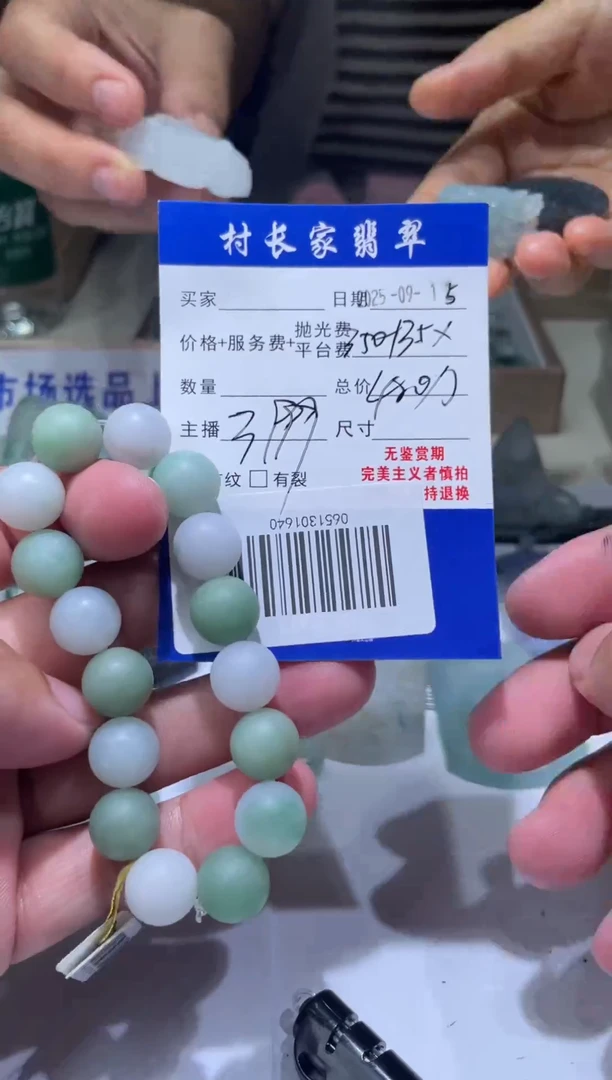 村长家翡翠
买家 日期2025-09-15
价格+服务费+抛光费平台费
数量 总价
主播 尺寸
无鉴赏期
纹 □ 有裂
完美主义者慎拍
持退换
0651301640
市场选品